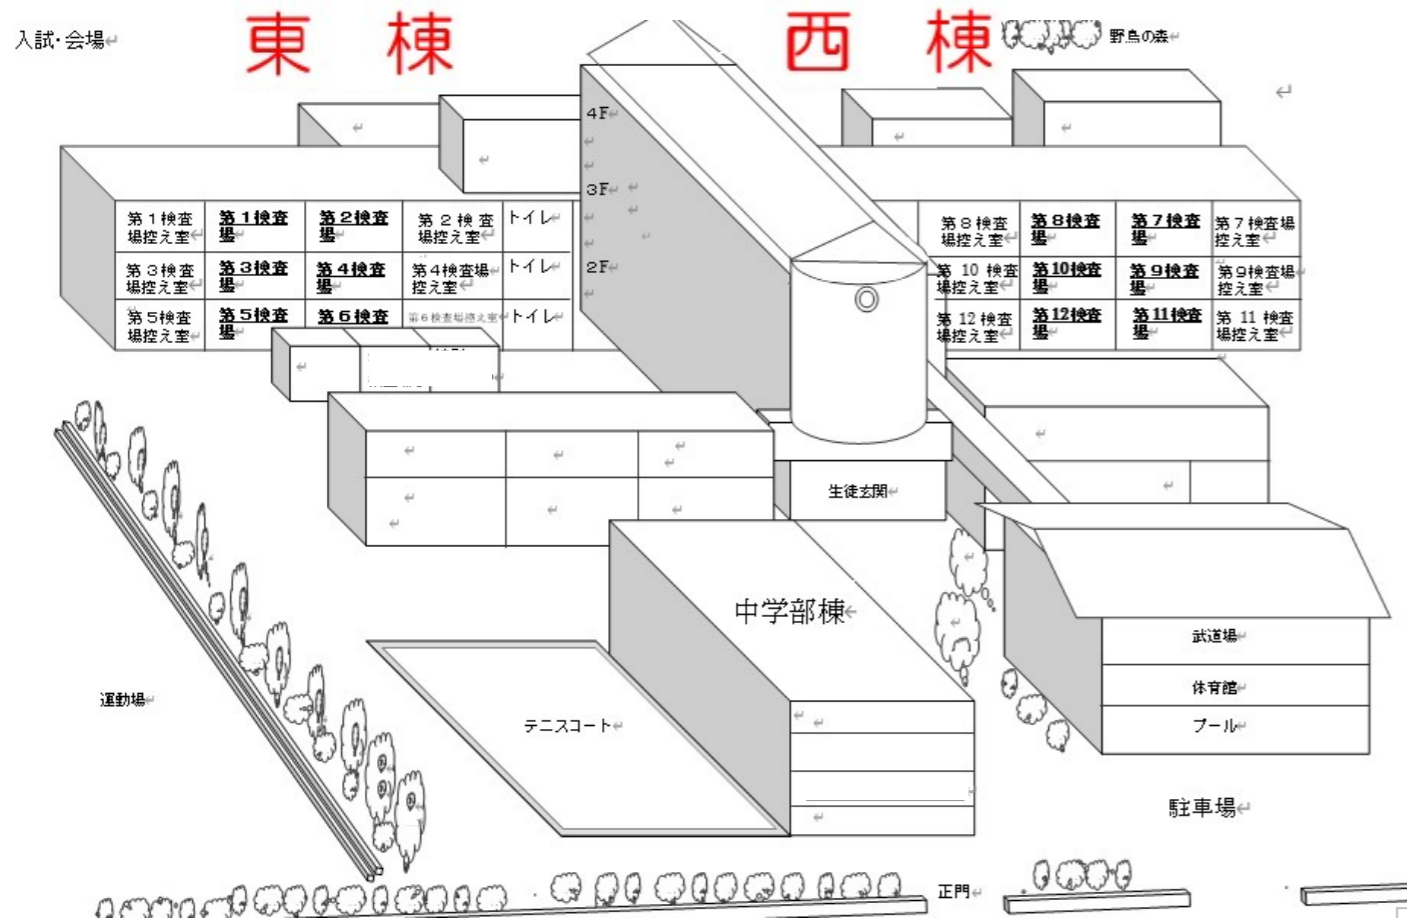 入試・会場
東棟
西棟
野鳥の森
4F
3F
2F
第1検査
場控え室
第1検査
場
第2検査
場
第2検査
場控え室
トイレ
第8検査
場控え室
第8検査
場
第7検査
場
第7検査場
控え室
第3検査
場控え室
第3検査
場
第4検査
場
第4検査場
控え室
トイレ
第10検査
場控え室
第10検査
場
第9検査
場
第9検査場
控え室
第5検査
場控え室
第5検査
場
第6検査
第6検査場控え室
トイレ
第12検査
場控え室
第12検査
場
第11検査
場
第11検査
場控え室
生徒玄関
中学部棟
武道場
体育館
プール
運動場
テニスコート
駐車場
正門